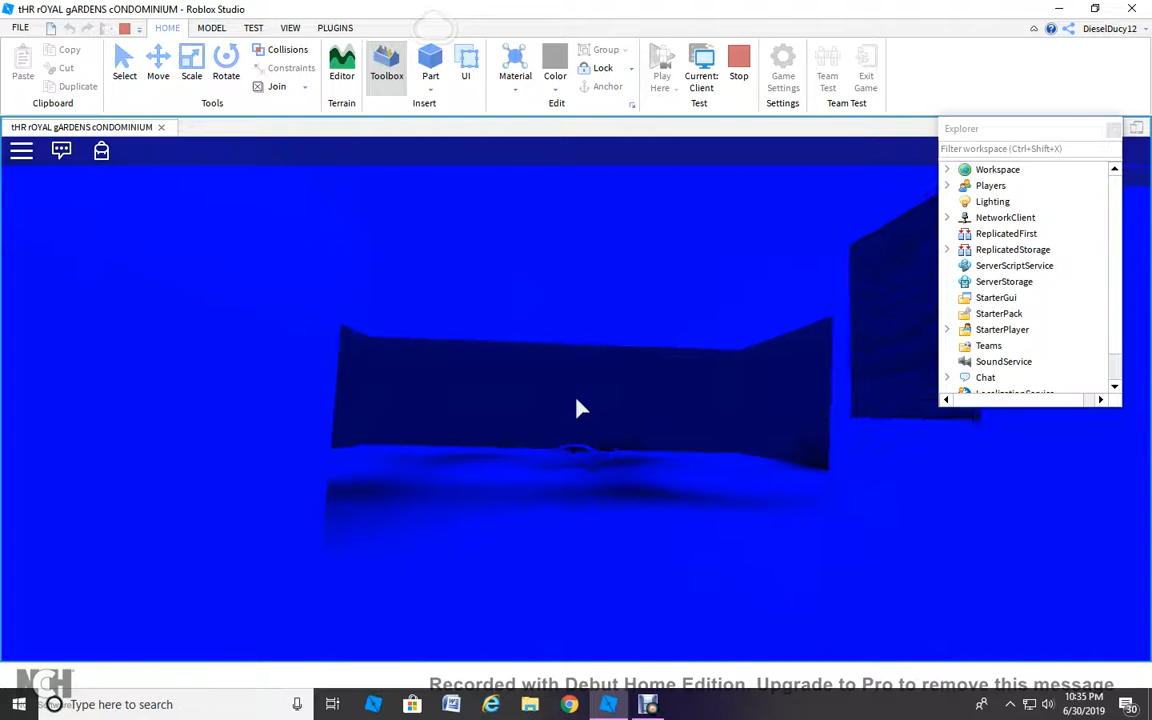 tHR rOYAL gARDENS cONDOMINIUM - Roblox Studio
FILE HOME MODEL TEST VIEW PLUGINS DieselDucy12
Paste Copy Cut Duplicate Select Move Scale Rotate Collisions Constraints Join Editor Toolbox Part UI Material Color Group Lock Anchor Play Here Current: Client Stop Game Settings Team Test Exit Game
Clipboard Tools Terrain Insert Edit Test Settings Team Test
tHR rOYAL gARDENS cONDOMINIUM
Explorer
Filter workspace (Ctrl+Shift+X)
Workspace
Players
Lighting
NetworkClient
ReplicatedFirst
ReplicatedStorage
ServerScriptService
ServerStorage
StarterGui
StarterPack
StarterPlayer
Teams
SoundService
Chat
LocalizationService
NCH
Recorded with Debut Home Edition. Upgrade to Pro to remove this message
Type here to search
10:35 PM
6/30/2019
30